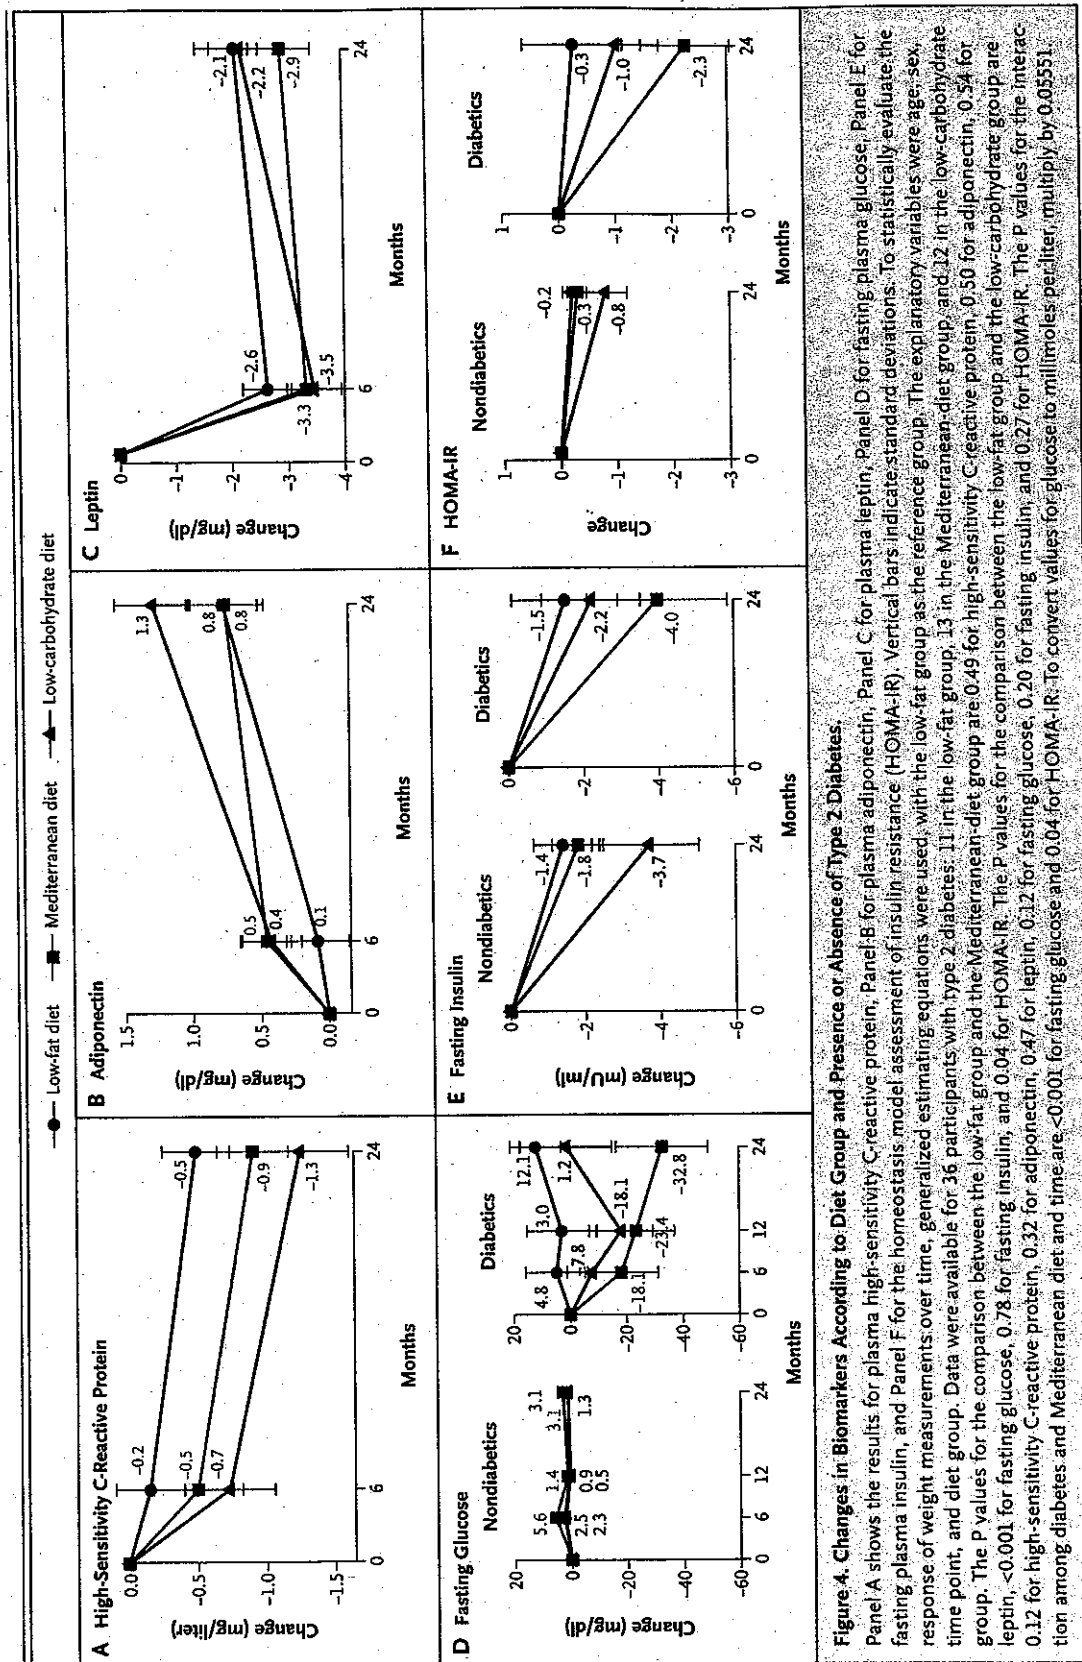 Low-fat diet Mediterranean diet Low-carbohydrate diet
A High-Sensitivity C-Reactive Protein
Change (mg/liter)
0.0
-0.5
-1.0
-1.5
-0.2
-0.5
-0.7
-0.5
-0.9
-1.3
0 6 24
Months
B Adiponectin
Change (mg/dl)
1.5
1.0
0.5
0.0
0.5
0.4
0.1
1.3
0.8
0.8
0 6 24
Months
C Leptin
Change (mg/dl)
0
-1
-2
-3
-4
-2.6
-3.3
-3.5
-2.1
-2.2
-2.9
0 6 24
Months
D Fasting Glucose
Nondiabetics
Change (mg/dl)
20
0
-20
-40
-60
5.6
2.5
2.3
1.4
0.9
0.5
3.1
3.1
1.3
0 6 12 24
Diabetics
20
0
-20
-40
-60
4.8
-7.8
-18.1
3.0
-18.1
-23.4
12.1
1.2
-32.8
0 6 12 24
Months
E Fasting Insulin
Nondiabetics
Change (mU/ml)
0
-2
-4
-6
-1.4
-1.8
-3.7
0 24
Diabetics
0
-2
-4
-6
-1.5
-2.2
-4.0
0 24
Months
F HOMA-IR
Nondiabetics
Change
1
0
-1
-2
-3
-0.2
-0.3
-0.8
0 24
Diabetics
1
0
-1
-2
-3
-0.3
-1.0
-2.3
0 24
Months
Figure 4. Changes in Biomarkers According to Diet Group and Presence or Absence of Type 2 Diabetes.
Panel A shows the results for plasma high-sensitivity C-reactive protein, Panel B for plasma adiponectin, Panel C for plasma leptin, Panel D for fasting plasma glucose, Panel E for
fasting plasma insulin, and Panel F for the homeostasis model assessment of insulin resistance (HOMA-IR). Vertical bars indicate standard deviations. To statistically evaluate the
response of weight measurements over time, generalized estimating equations were used, with the low-fat group as the reference group. The explanatory variables were age, sex,
time point, and diet group. Data were available for 36 participants with type 2 diabetes: 11 in the low-fat group, 13 in the Mediterranean-diet group, and 12 in the low-carbohydrate
group. The P values for the comparison between the low-fat group and the Mediterranean-diet group are 0.49 for high-sensitivity C-reactive protein, 0.50 for adiponectin, 0.54 for
leptin, <0.001 for fasting glucose, 0.78 for fasting insulin, and 0.04 for HOMA-IR. The P values for the comparison between the low-fat group and the low-carbohydrate group are
0.12 for high-sensitivity C-reactive protein, 0.32 for adiponectin, 0.47 for leptin, 0.12 for fasting glucose, 0.20 for fasting insulin, and 0.27 for HOMA-IR. The P values for the interac-
tion among diabetes and Mediterranean diet and time are <0.001 for fasting glucose and 0.04 for HOMA-IR. To convert values for glucose to millimoles per liter, multiply by 0.05551.